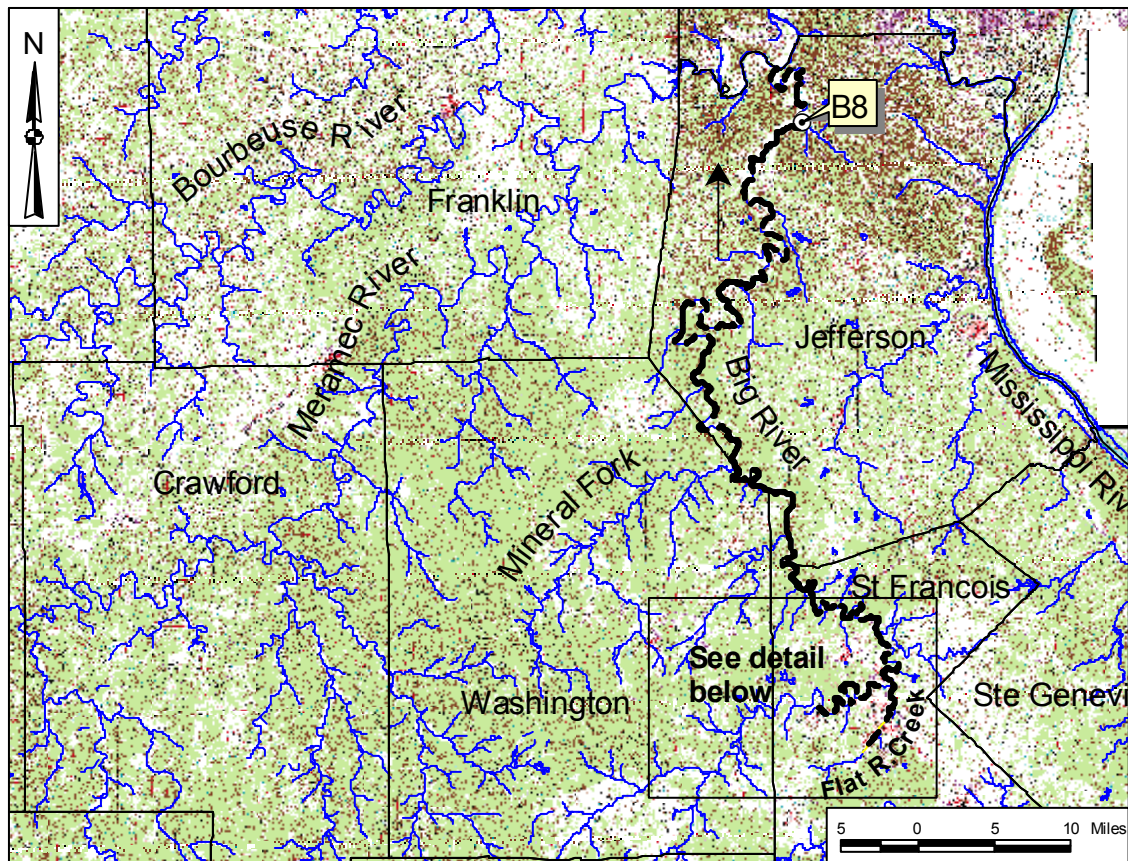 N
B8
Bourbeuse River
Franklin
Meramec River
Jefferson
Big River
Mississippi Riv
Crawford
Mineral Fork
St Francois
See detail
below
Washington
Ste Genevi
Flat R. Creek
5 0 5 10 Miles